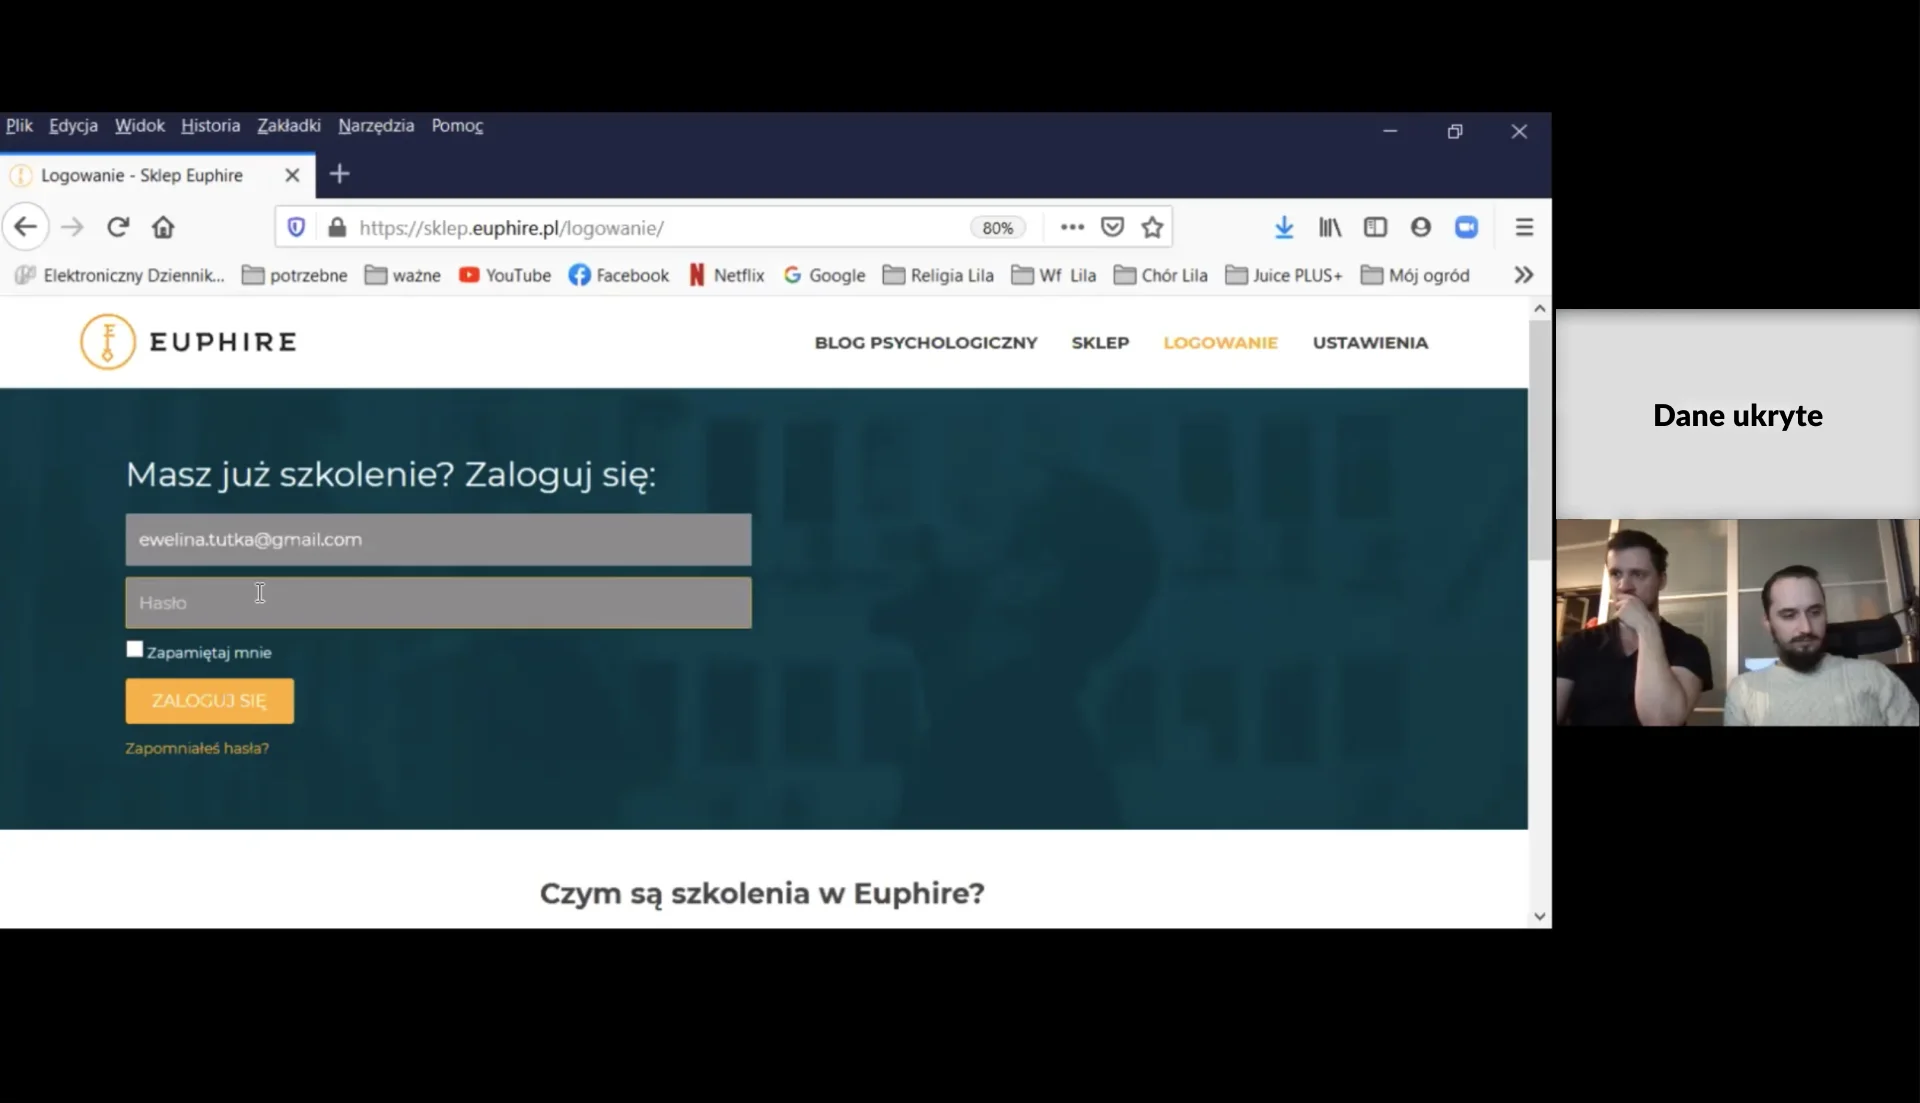 Plik Edycja Widok Historia Zakładki Narzędzia Pomoc
Logowanie - Sklep Euphire
https://sklep.euphire.pl/logowanie/
80%
Elektroniczny Dziennik... potrzebne ważne YouTube Facebook Netflix Google Religia Lila Wf Lila Chór Lila Juice PLUS+ Mój ogród
EUPHIRE
BLOG PSYCHOLOGICZNY SKLEP LOGOWANIE USTAWIENIA
Dane ukryte
Masz już szkolenie? Zaloguj się:
ewelina.tutka@gmail.com
Hasło
Zapamiętaj mnie
ZALOGUJ SIĘ
Zapomniałeś hasła?
Czym są szkolenia w Euphire?